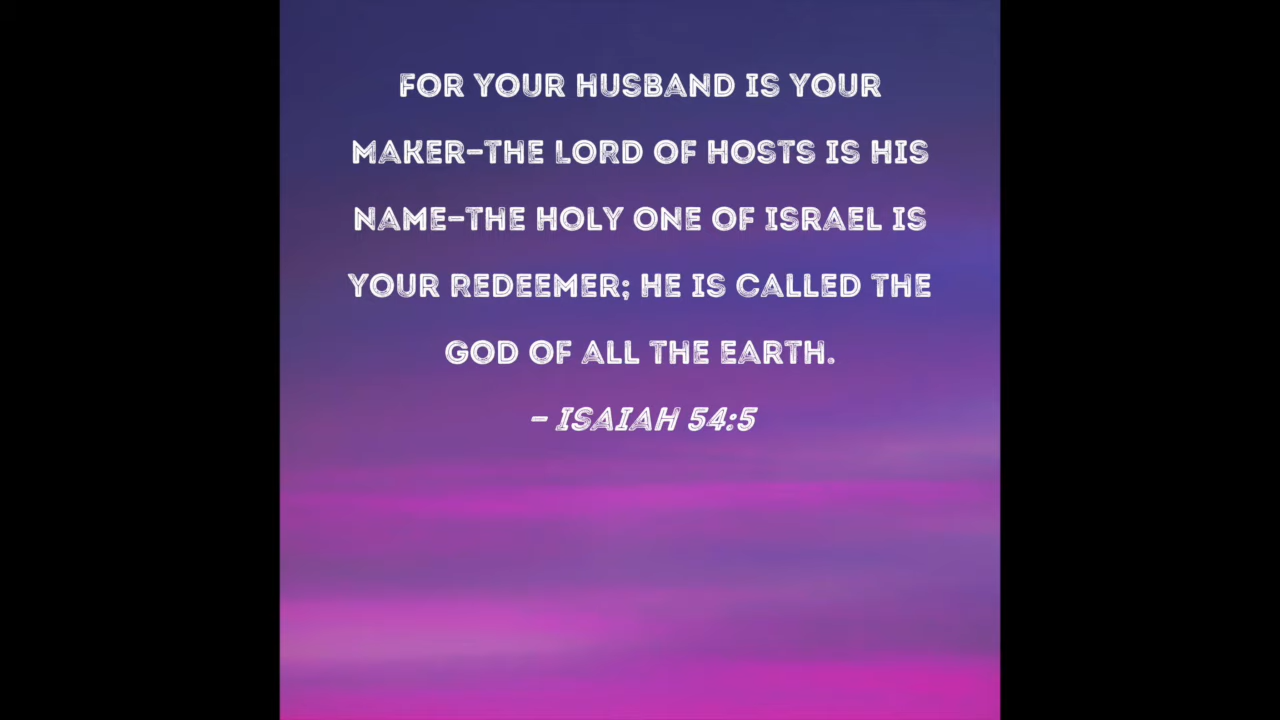 FOR YOUR HUSBAND IS YOUR
MAKER-THE LORD OF HOSTS IS HIS
NAME-THE HOLY ONE OF ISRAEL IS
YOUR REDEEMER; HE IS CALLED THE
GOD OF ALL THE EARTH.
- ISAIAH 54:5